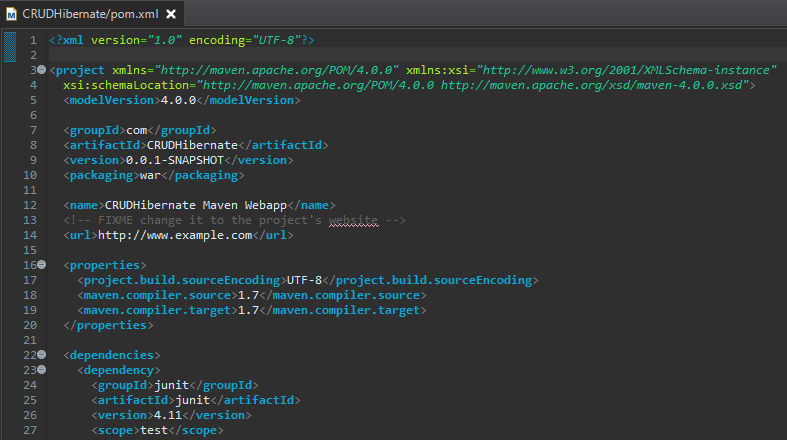 CRUDHibernate/pom.xml
1 <?xml version="1.0" encoding="UTF-8"?>
2
3 <project xmlns="http://maven.apache.org/POM/4.0.0" xmlns:xsi="http://www.w3.org/2001/XMLSchema-instance"
4   xsi:schemaLocation="http://maven.apache.org/POM/4.0.0 http://maven.apache.org/xsd/maven-4.0.0.xsd">
5   <modelVersion>4.0.0</modelVersion>
6
7   <groupId>com</groupId>
8   <artifactId>CRUDHibernate</artifactId>
9   <version>0.0.1-SNAPSHOT</version>
10   <packaging>war</packaging>
11
12   <name>CRUDHibernate Maven Webapp</name>
13   <!-- FIXME change it to the project's website -->
14   <url>http://www.example.com</url>
15
16   <properties>
17     <project.build.sourceEncoding>UTF-8</project.build.sourceEncoding>
18     <maven.compiler.source>1.7</maven.compiler.source>
19     <maven.compiler.target>1.7</maven.compiler.target>
20   </properties>
21
22   <dependencies>
23     <dependency>
24       <groupId>junit</groupId>
25       <artifactId>junit</artifactId>
26       <version>4.11</version>
27       <scope>test</scope>